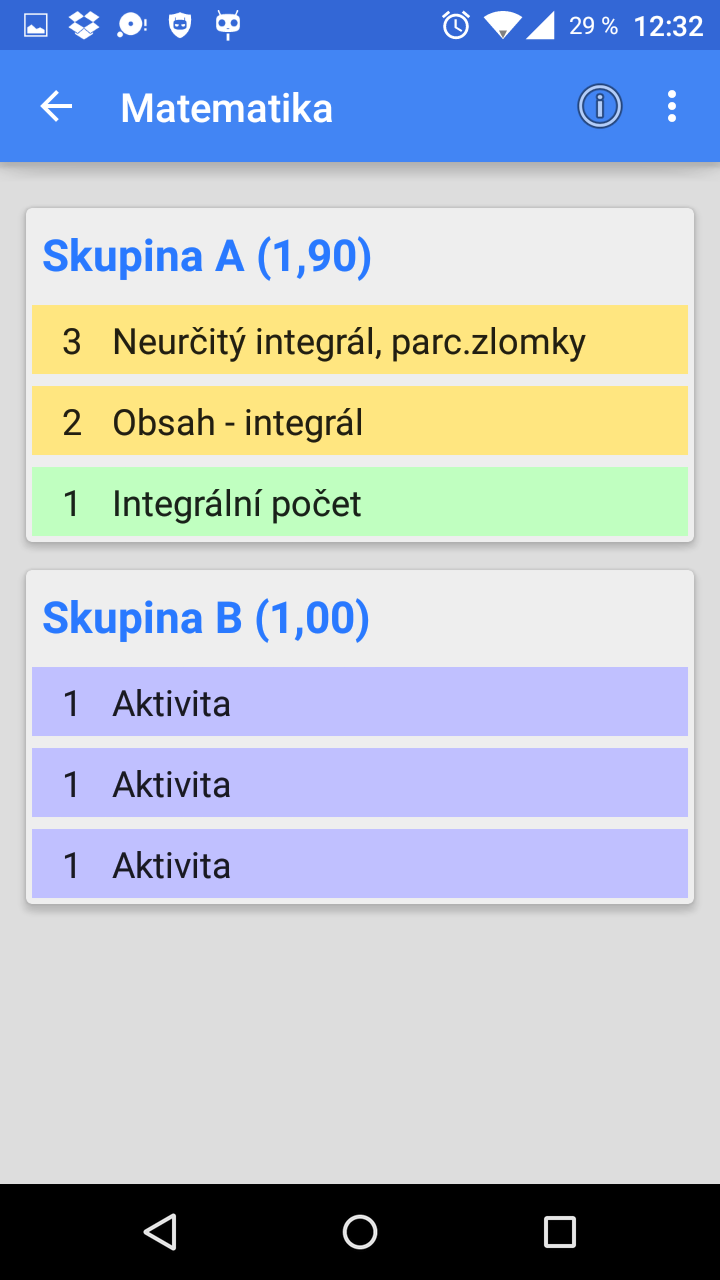 29 % 12:32
Matematika
Skupina A (1,90)
3 Neurčitý integrál, parc.zlomky
2 Obsah - integrál
1 Integrální počet
Skupina B (1,00)
1 Aktivita
1 Aktivita
1 Aktivita